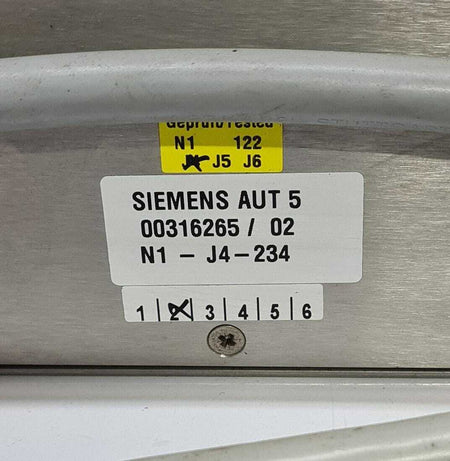 Geprüft/Tested
N1 122
J4 J5 J6
SIEMENS AUT 5
00316265 / 02
N1 - J4-234
1 2 3 4 5 6